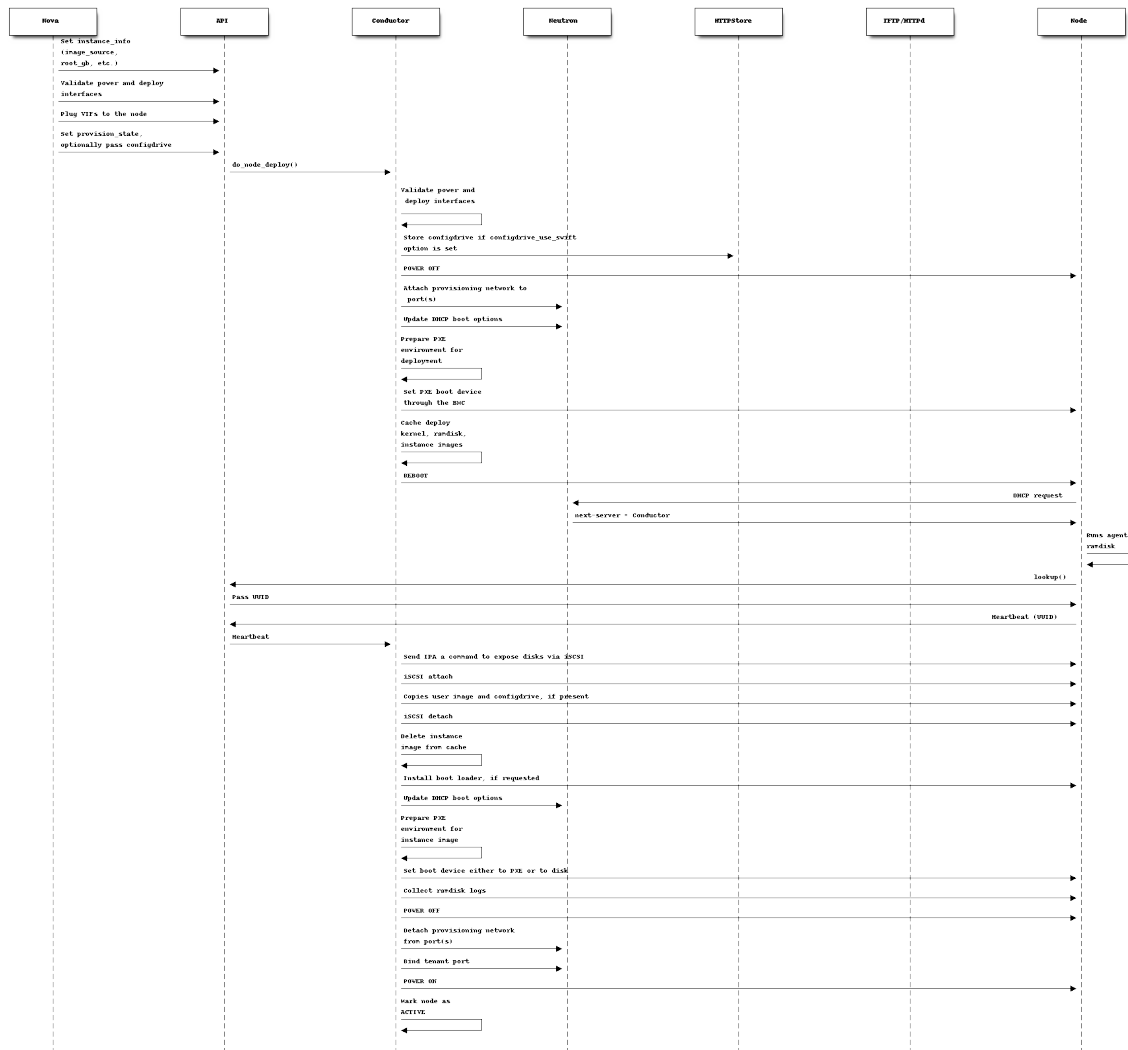 Nova API Conductor Neutron HTTPStore TFTP/HTTPd Node
Set instance_info
(image_source,
root_gb, etc.)
Validate power and deploy
interfaces
Plug VIFs to the node
Set provision_state,
optionally pass configdrive
do_node_deploy()
Validate power and
deploy interfaces
Store configdrive if configdrive_use_swift
option is set
POWER OFF
Attach provisioning network to
port(s)
Update DHCP boot options
Prepare PXE
environment for
deployment
Set PXE boot device
through the BMC
Cache deploy
kernel, ramdisk,
instance images
REBOOT
DHCP request
next-server = Conductor
Runs agent
ramdisk
lookup()
Pass UUID
Heartbeat (UUID)
Heartbeat
Send IPA a command to expose disks via iSCSI
iSCSI attach
Copies user image and configdrive, if present
iSCSI detach
Delete instance
image from cache
Install boot loader, if requested
Update DHCP boot options
Prepare PXE
environment for
instance image
Set boot device either to PXE or to disk
Collect ramdisk logs
POWER OFF
Detach provisioning network
from port(s)
Bind tenant port
POWER ON
Mark node as
ACTIVE